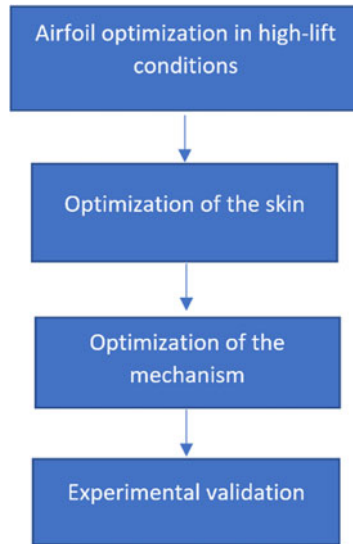 Airfoil optimization in high-lift
conditions
Optimization of the skin
Optimization of the
mechanism
Experimental validation